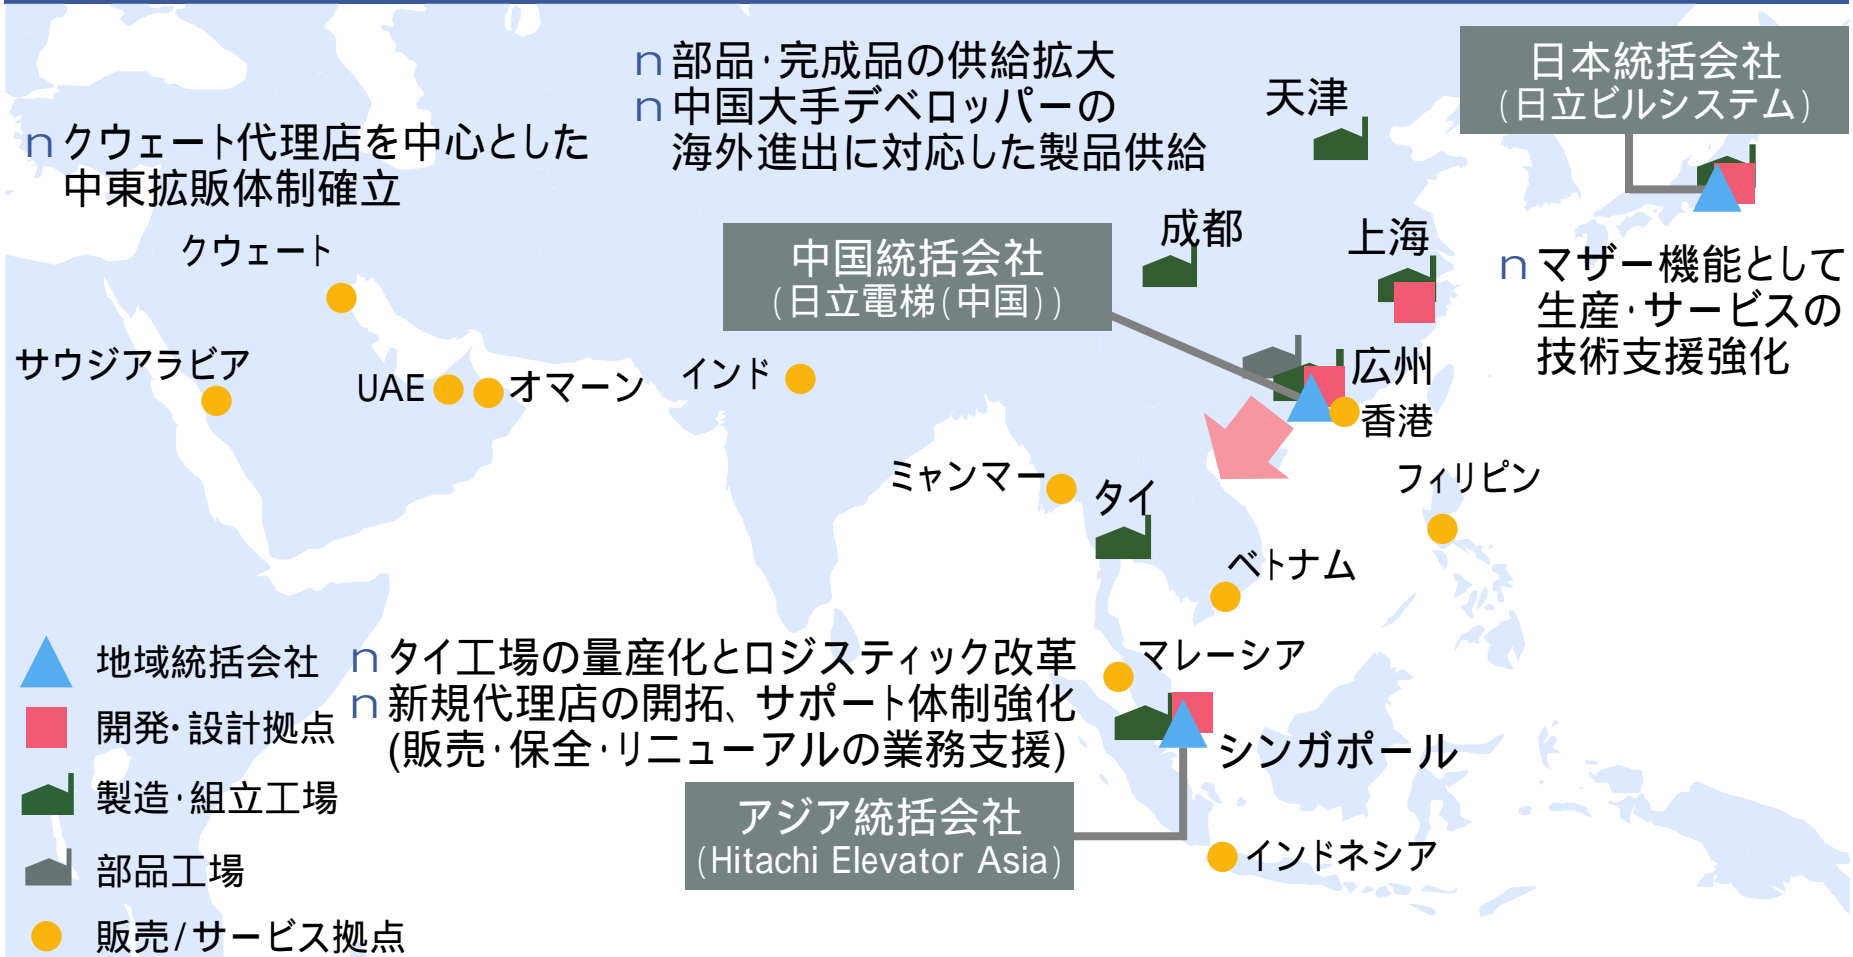 n 部品・完成品の供給拡大
n 中国大手デベロッパーの
海外進出に対応した製品供給
n クウェート代理店を中心とした
中東拡販体制確立
天津
日本統括会社
(日立ビルシステム)
クウェート
中国統括会社
(日立電梯(中国))
成都
上海
n マザー機能として
生産・サービスの
技術支援強化
サウジアラビア
UAE
オマーン
インド
広州
香港
ミャンマー
タイ
フィリピン
ベトナム
n タイ工場の量産化とロジスティック改革
n 新規代理店の開拓、サポート体制強化
(販売・保全・リニューアルの業務支援)
マレーシア
シンガポール
アジア統括会社
(Hitachi Elevator Asia)
インドネシア
地域統括会社
開発・設計拠点
製造・組立工場
部品工場
販売/サービス拠点